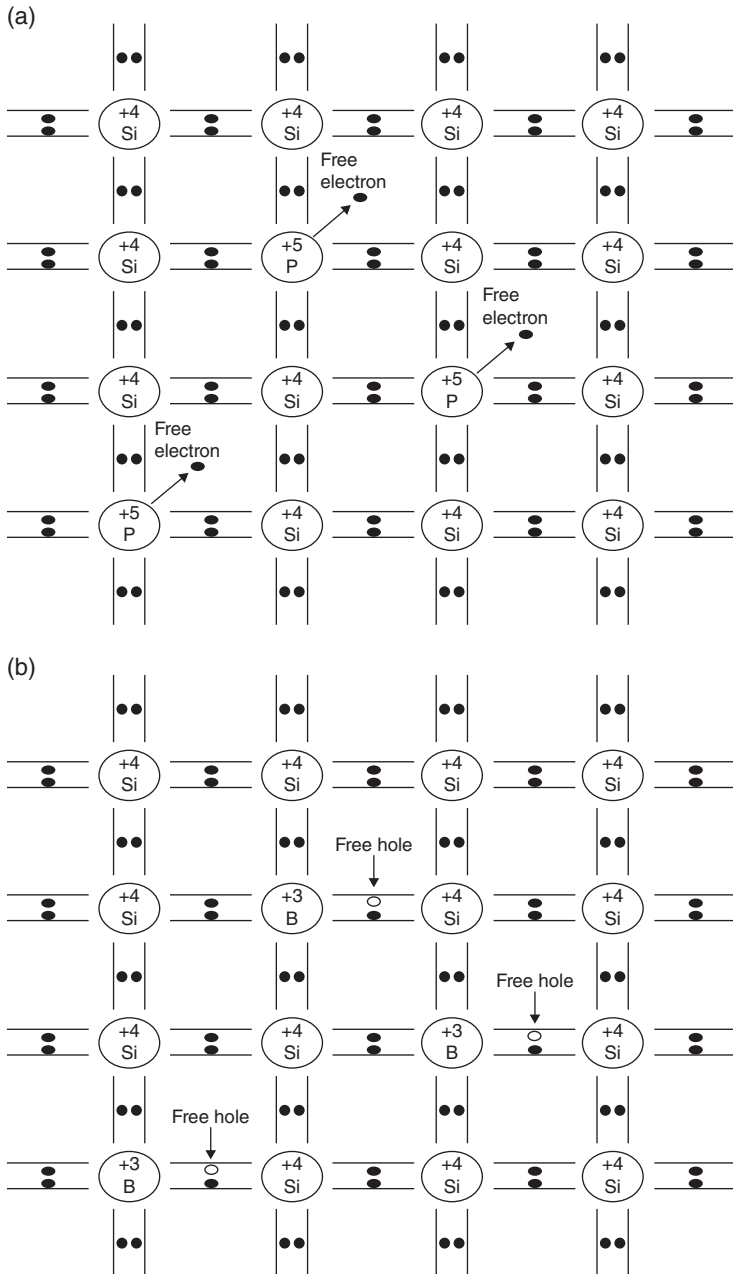 (a)
+4 +4 +4 +4
Si Si Si Si
Free
electron
+4 +5 +4 +4
Si P Si Si
Free
electron
+4 +4 +5 +4
Si Si P Si
Free
electron
+5 +4 +4 +4
P Si Si Si
(b)
+4 +4 +4 +4
Si Si Si Si
Free hole
+4 +3 +4 +4
Si B Si Si
Free hole
+4 +4 +3 +4
Si Si B Si
Free hole
+3 +4 +4 +4
B Si Si Si